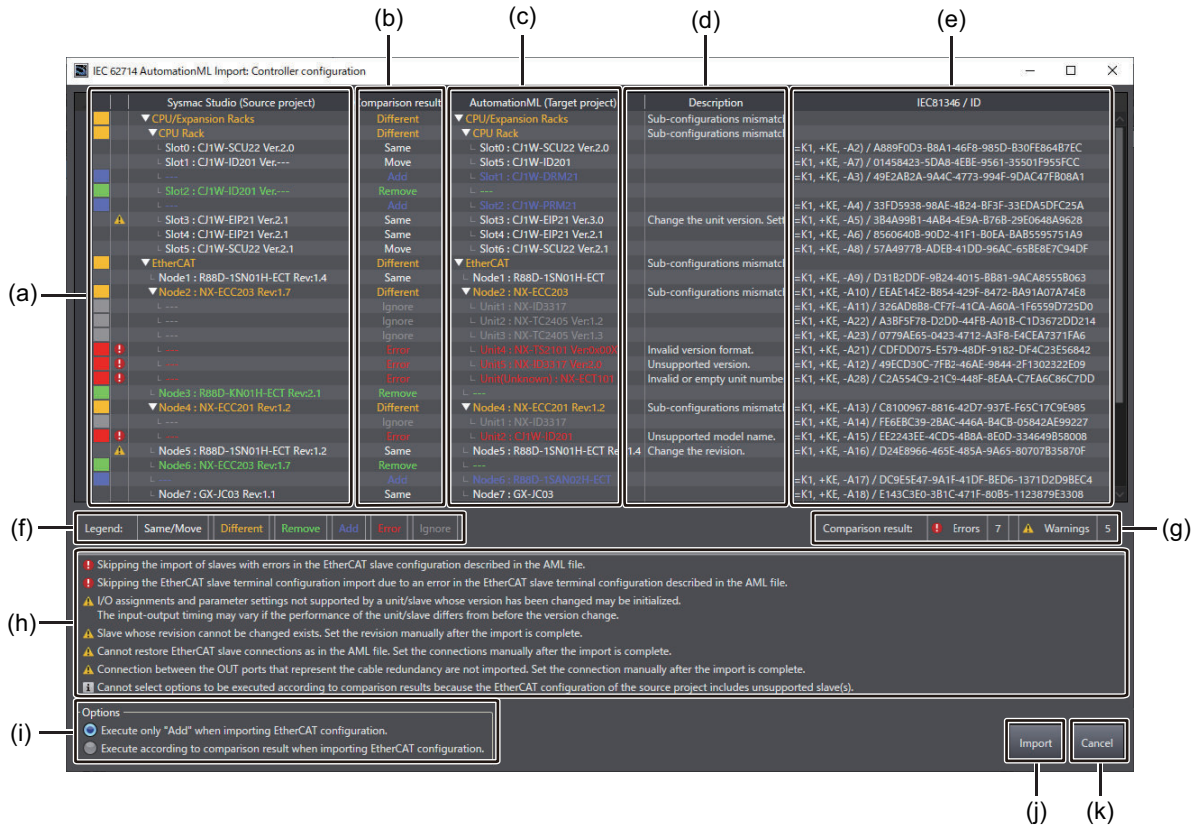 (b) (c) (d) (e)
IEC 62714 AutomationML Import: Controller configuration
Sysmac Studio (Source project) omparison result AutomationML (Target project) Description IEC81346 / ID
CPU/Expansion Racks Different CPU/Expansion Racks Sub-configurations mismatch
CPU Rack Different CPU Rack Sub-configurations mismatch
Slot0 : CJ1W-SCU22 Ver.2.0 Same Slot0 : CJ1W-SCU22 Ver.2.0 =K1, +KE, -A2) / A889F0D3-B8A1-46F8-985D-B30FE864B7EC
Slot1 : CJ1W-ID201 Ver.--- Move Slot5 : CJ1W-ID201 =K1, +KE, -A7) / 01458423-5DA8-4EBE-9561-35501F955FCC
--- Add Slot1 : CJ1W-DRM21 =K1, +KE, -A3) / 49E2AB2A-9A4C-4773-994F-9DAC47FB08A1
Slot2 : CJ1W-ID201 Ver.--- Remove ---
--- Add Slot2 : CJ1W-PRM21 =K1, +KE, -A4) / 33FD5938-98AE-4B24-BF3F-33EDA5DFC25A
Slot3 : CJ1W-EIP21 Ver.2.1 Same Slot3 : CJ1W-EIP21 Ver.3.0 Change the unit version. Sett =K1, +KE, -A5) / 3B4A99B1-4AB4-4E9A-B76B-29E0648A9628
Slot4 : CJ1W-EIP21 Ver.2.1 Same Slot4 : CJ1W-EIP21 Ver.2.1 =K1, +KE, -A6) / 8560640B-90D2-41F1-B0EA-BAB5595751A9
Slot5 : CJ1W-SCU22 Ver.2.1 Move Slot6 : CJ1W-SCU22 Ver.2.1 =K1, +KE, -A8) / 57A4977B-ADEB-41DD-96AC-65BE8E7C94DF
EtherCAT Different EtherCAT Sub-configurations mismatch
Node1 : R88D-1SN01H-ECT Rev:1.4 Same Node1 : R88D-1SN01H-ECT =K1, +KE, -A9) / D31B2DDF-9B24-4015-BB81-9ACA8555B063
(a) Node2 : NX-ECC203 Rev:1.7 Different Node2 : NX-ECC203 Sub-configurations mismatch =K1, +KE, -A10) / EEAE14E2-B854-429F-8472-BA91A07A74E8
--- Ignore Unit1 : NX-ID3317 =K1, +KE, -A11) / 326AD8B8-CF7F-41CA-A60A-1F6559D725D0
--- Ignore Unit2 : NX-TC2405 Ver:1.2 =K1, +KE, -A22) / A3BF5F78-D2DD-44FB-A01B-C1D3672DD214
--- Ignore Unit3 : NX-TC2405 Ver:1.3 =K1, +KE, -A23) / 0779AE65-0423-4712-A3F8-E4CEA7371FA6
--- Error Unit4 : NX-TS2101 Ver:0x00X Invalid version format. =K1, +KE, -A21) / CDFDD075-E579-48DF-9182-DF4C23E56842
--- Error NX-ID3317 Unsupported version. =K1, +KE, -A12) / 49ECD30C-7FB2-46AE-9844-2F1302322E09
--- Error Unit(Unknown) : NX-ECT101 Invalid or empty unit numbe =K1, +KE, -A28) / C2A554C9-21C9-448F-8EAA-C7EA6C86C7DD
Node3 : R88D-KN01H-ECT Rev:2.1 Remove ---
Node4 : NX-ECC201 Rev:1.2 Different Node4 : NX-ECC201 Rev:1.2 Sub-configurations mismatch =K1, +KE, -A13) / C8100967-8816-42D7-937E-F65C17C9E985
--- Ignore Unit1 : NX-ID3317 =K1, +KE, -A14) / FE6EBC39-2BAC-446A-B4CB-05842AE99227
--- Error Unit2 : CJ1W-ID201 Unsupported model name. =K1, +KE, -A15) / EE2243EE-4CD5-4B8A-8E0D-334649B58008
Node5 : R88D-1SN01H-ECT Rev:1.2 Same Node5 : R88D-1SN01H-ECT Re 1.4 Change the revision. =K1, +KE, -A16) / D24E8966-465E-485A-9A65-80707B35870F
Node6 : NX-ECC203 Rev:1.7 Remove ---
--- Add Node6 : R88D-1SAN02H-ECT =K1, +KE, -A17) / DC9E5E47-9A1F-41DF-BED6-1371D2D9BEC4
Node7 : GX-JC03 Rev:1.1 Same Node7 : GX-JC03 =K1, +KE, -A18) / E143C3E0-3B1C-471F-80B5-1123879E3308
(f) Legend: Same/Move Different Remove Add Error Ignore Comparison result: Errors 7 Warnings 5 (g)
Skipping the import of slaves with errors in the EtherCAT slave configuration described in the AML file.
Skipping the EtherCAT slave terminal configuration import due to an error in the EtherCAT slave terminal configuration described in the AML file.
I/O assignments and parameter settings not supported by a unit/slave whose version has been changed may be initialized.
The input-output timing may vary if the performance of the unit/slave differs from before the version change.
(h) Slave whose revision cannot be changed exists. Set the revision manually after the import is complete.
Cannot restore EtherCAT slave connections as in the AML file. Set the connections manually after the import is complete.
Connection between the OUT ports that represent the cable redundancy are not imported. Set the connection manually after the import is complete.
Cannot select options to be executed according to comparison results because the EtherCAT configuration of the source project includes unsupported slave(s).
Options
(i) Execute only "Add" when importing EtherCAT configuration.
Execute according to comparison result when importing EtherCAT configuration.
Import Cancel
(j) (k)